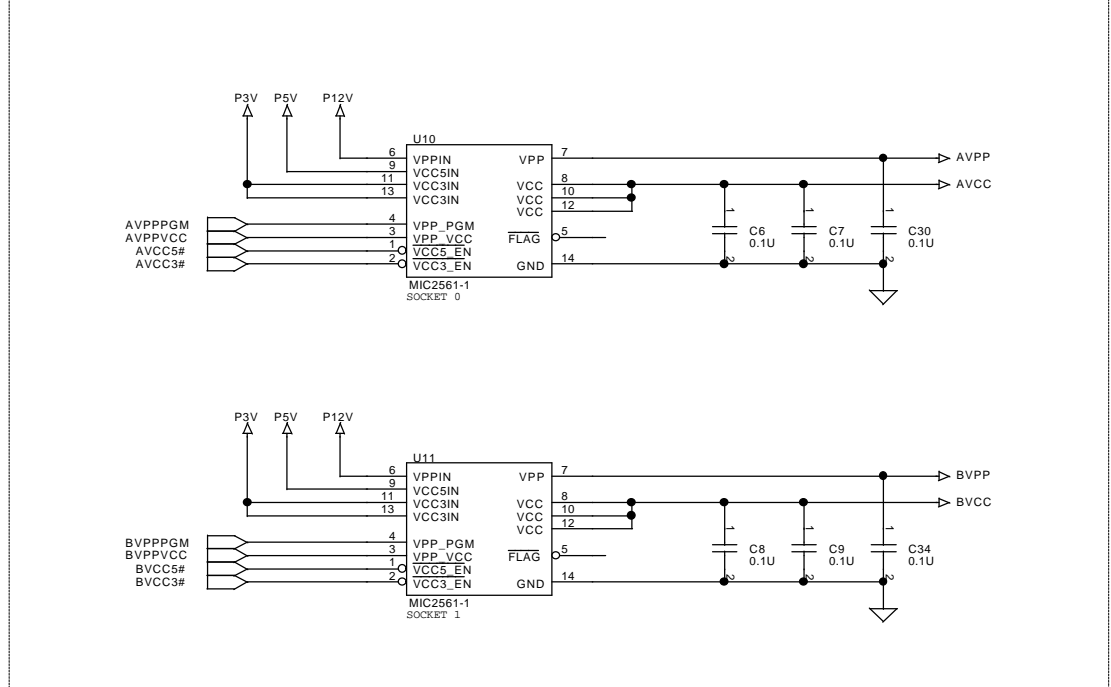 P3V P5V P12V
U10
6 VPPIN VPP 7
9 VCC5IN
11 VCC3IN VCC 8
13 VCC3IN VCC 10
VCC 12
AVPPPGM 4 VPP_PGM
AVPPVCC 3 VPP_VCC FLAG 5
AVCC5# 1 VCC5_EN
AVCC3# 2 VCC3_EN GND 14
MIC2561-1
SOCKET 0
AVPP
AVCC
1 1 1
C6 C7 C30
0.1U 0.1U 0.1U
2 2 2
P3V P5V P12V
U11
6 VPPIN VPP 7
9 VCC5IN
11 VCC3IN VCC 8
13 VCC3IN VCC 10
VCC 12
BVPPPGM 4 VPP_PGM
BVPPVCC 3 VPP_VCC FLAG 5
BVCC5# 1 VCC5_EN
BVCC3# 2 VCC3_EN GND 14
MIC2561-1
SOCKET 1
BVPP
BVCC
1 1 1
C8 C9 C34
0.1U 0.1U 0.1U
2 2 2